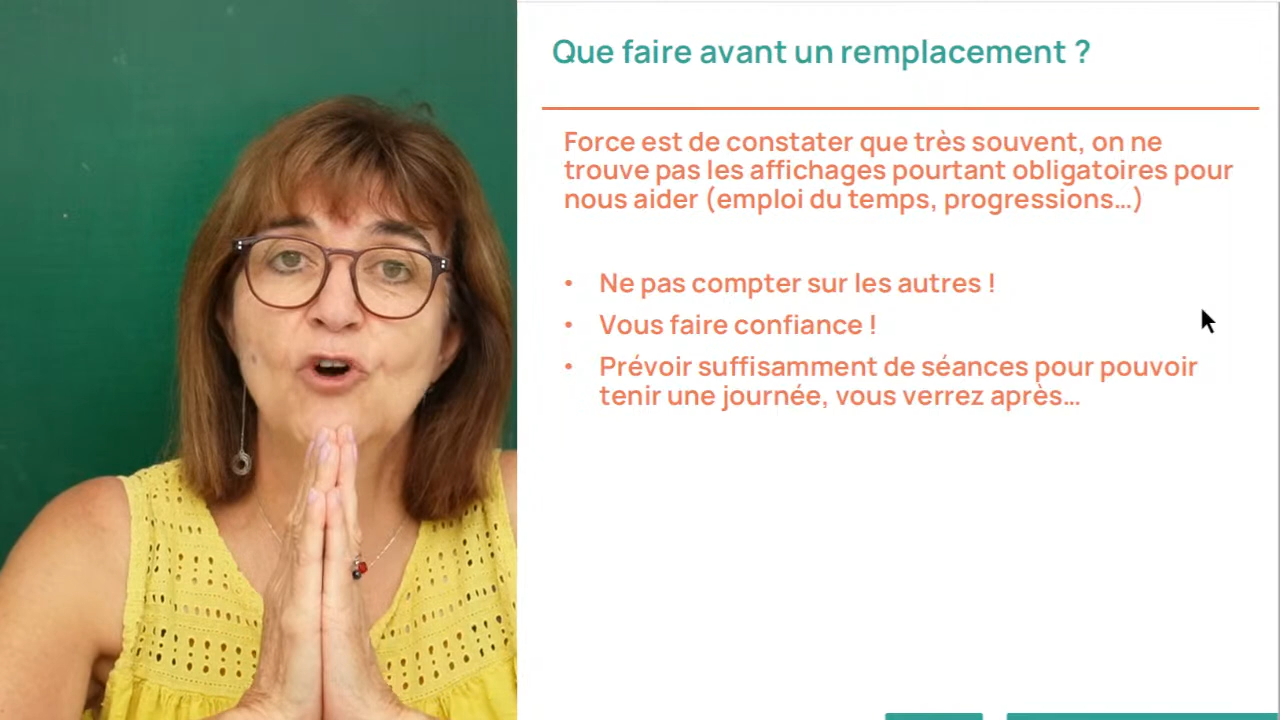 Que faire avant un remplacement ?
Force est de constater que très souvent, on ne
trouve pas les affichages pourtant obligatoires pour
nous aider (emploi du temps, progressions…)
• Ne pas compter sur les autres !
• Vous faire confiance !
• Prévoir suffisamment de séances pour pouvoir
tenir une journée, vous verrez après…